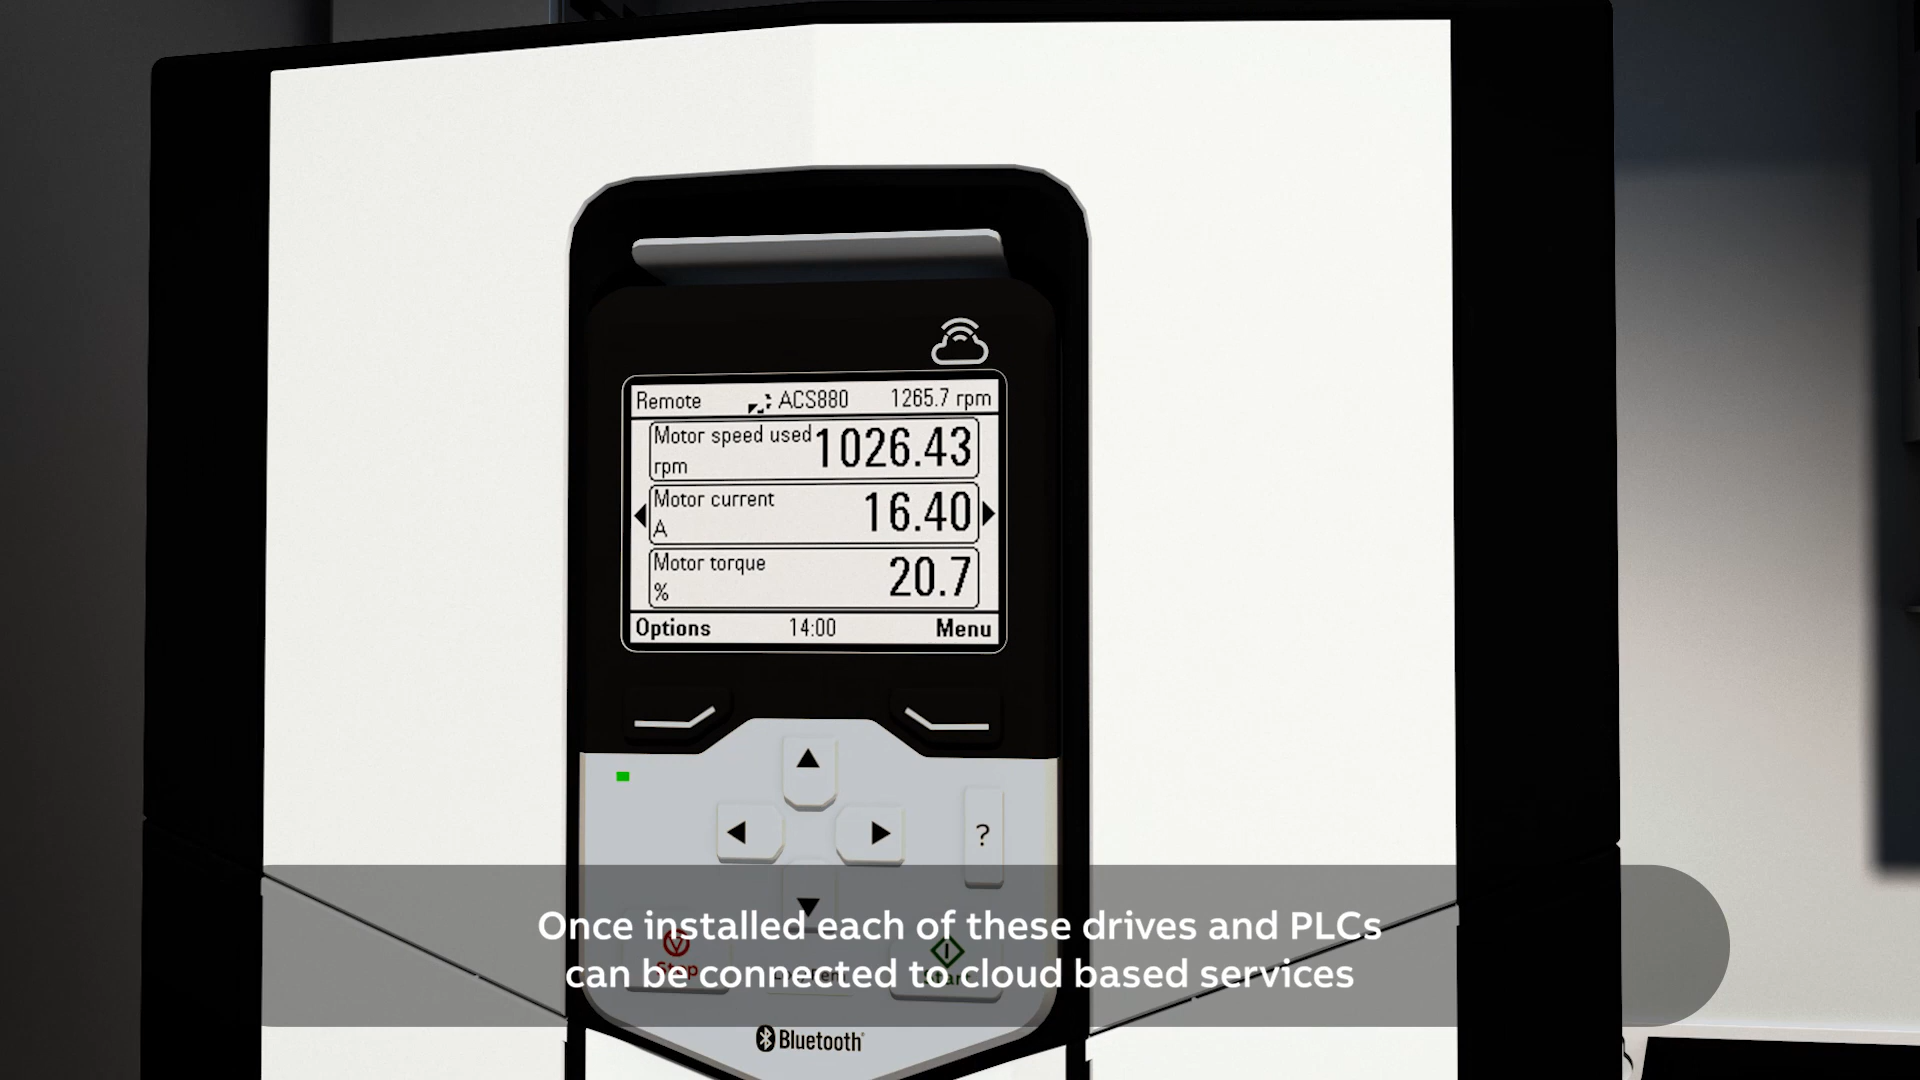 Remote ACS880 1265.7 rpm
Motor speed used 1026.43
rpm
Motor current 16.40
A
Motor torque 20.7
%
Options 14:00 Menu
?
Once installed each of these drives and PLCs
can be connected to cloud based services
Stop
Start
Bluetooth